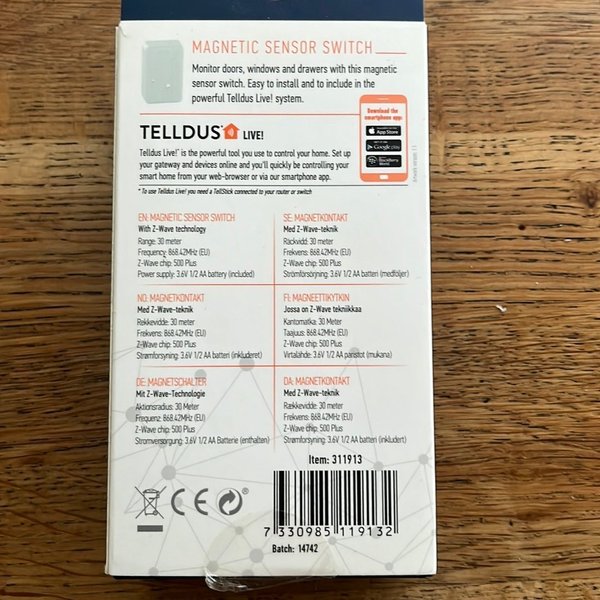 MAGNETIC SENSOR SWITCH
Monitor doors, windows and drawers with this magnetic
sensor switch. Easy to install and to include in the
powerful Telldus Live! system.
Download the
smartphone app:
App Store
Google play
BlackBerry
World
TELLDUS LIVE!
Telldus Live!™ is the powerful tool you use to control your home. Set up
your gateway and devices online and you'll quickly be controlling your
smart home from your web-browser or via our smartphone app.
* To use Telldus Live! you need a TellStick connected to your router or switch
Artwork version: 1.1
EN: MAGNETIC SENSOR SWITCH
With Z-Wave technology
Range: 30 meter
Frequency: 868.42MHz (EU)
Z-Wave chip: 500 Plus
Power supply: 3.6V 1/2 AA battery (included)
SE: MAGNETKONTAKT
Med Z-Wave-teknik
Räckvidd: 30 meter
Frekvens: 868.42MHz (EU)
Z-Wave chip: 500 Plus
Strömförsörjning: 3.6V 1/2 AA batteri (medföljer)
NO: MAGNETKONTAKT
Med Z-Wave-teknik
Rekkevidde: 30 meter
Frekvens: 868.42MHz (EU)
Z-Wave chip: 500 Plus
Strømforsyning: 3.6V 1/2 AA batteri (inkluderet)
FI: MAGNEETTIKYTKIN
Jossa on Z-Wave tekniikkaa
Kantomatka: 30 Meter
Taajuus: 868.42MHz (EU)
Z-Wave chip: 500 Plus
Virtalähde: 3.6V 1/2 AA paristot (mukana)
DE: MAGNETSCHALTER
Mit Z-Wave-Technologie
Aktionsradius: 30 Meter
Frequenz: 868.42MHz (EU)
Z-Wave chip: 500 Plus
Stromversorgung: 3.6V 1/2 AA Batterie (enthalten)
DA: MAGNETKONTAKT
Med Z-Wave-teknik
Rækkevidde: 30 meter
Frekvens: 868.42MHz (EU)
Z-Wave chip: 500 Plus
Strømforsyning: 3.6V 1/2 AA batteri (inkludert)
Item: 311913
CE
7 330985 119132
Batch: 14742